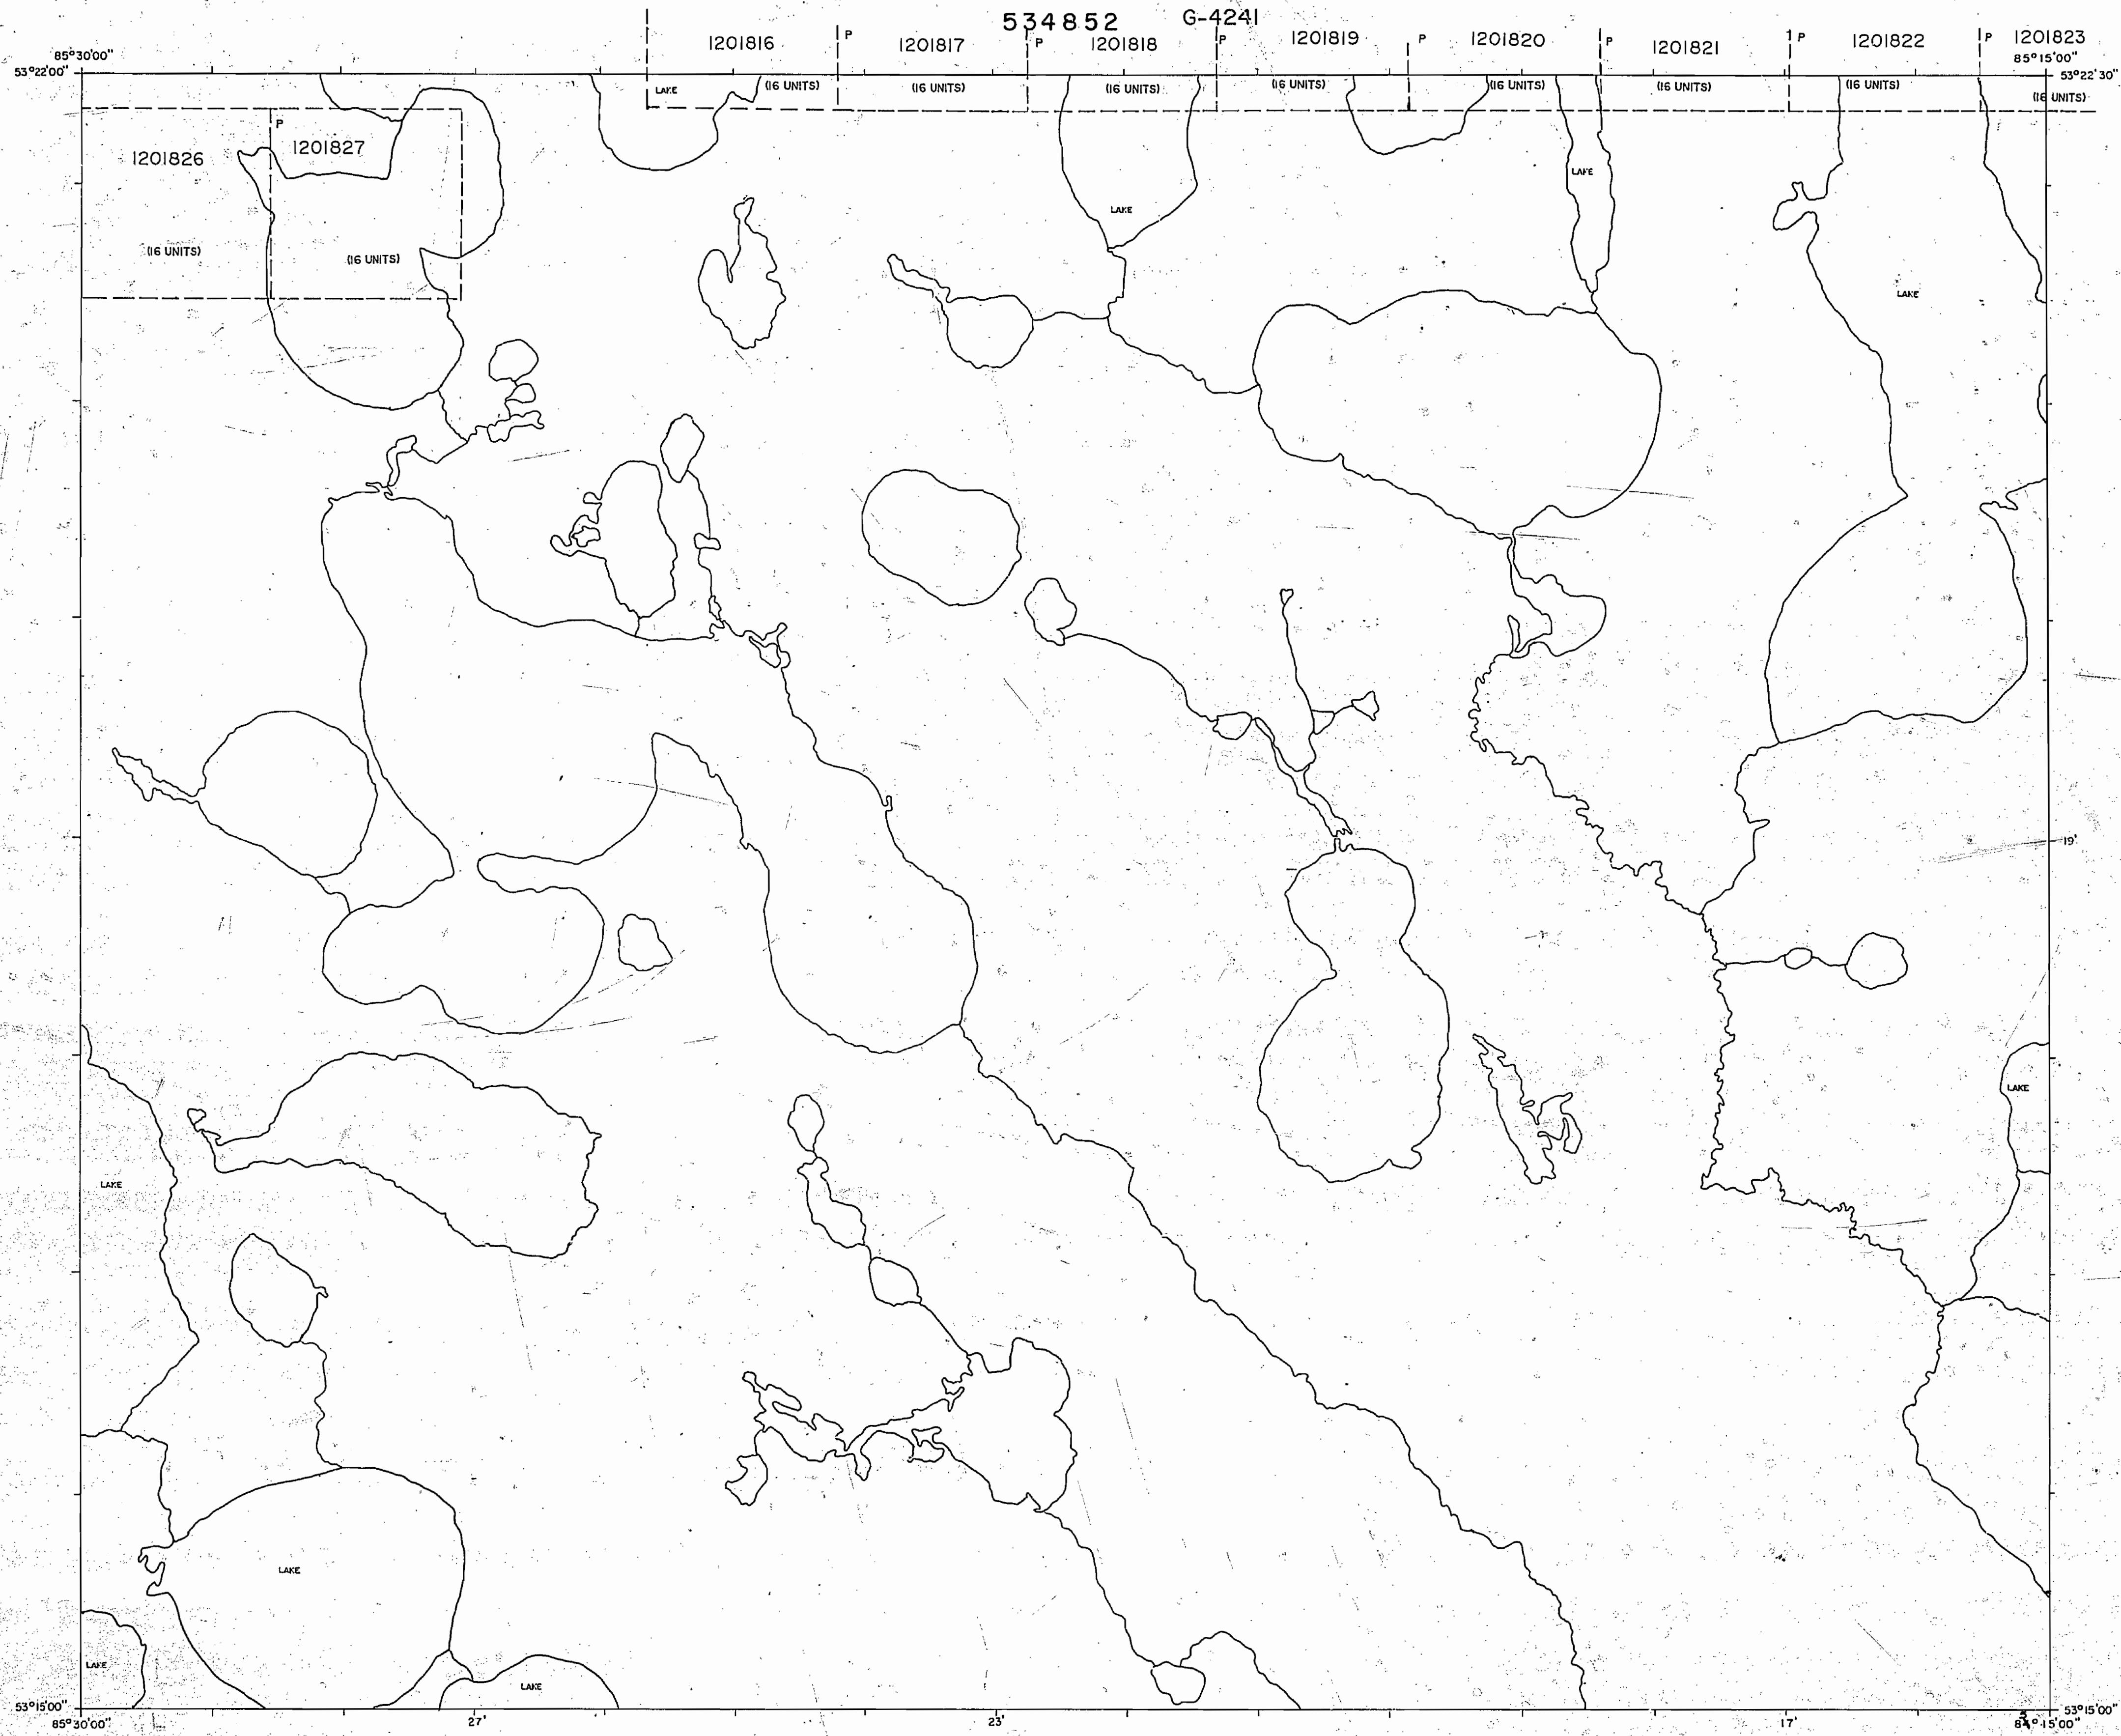 534852 G-4241
1201816 P 1201817 P 1201818 P 1201819 P 1201820 P 1201821 P 1201822 P 1201823
85°30'00" 85°15'00"
53°22'00" 53°22'30"
LAKE (16 UNITS) (16 UNITS) (16 UNITS) (16 UNITS) (16 UNITS) (16 UNITS) (16 UNITS) (16 UNITS)
P
1201826 1201827
LAKE
LAKE
(16 UNITS) (16 UNITS)
LAKE
19'
LAKE
LAKE
LAKE
LAKE
LAKE
53°15'00" 53°15'00"
85°30'00" 27' 23' 17' 84°15'00"